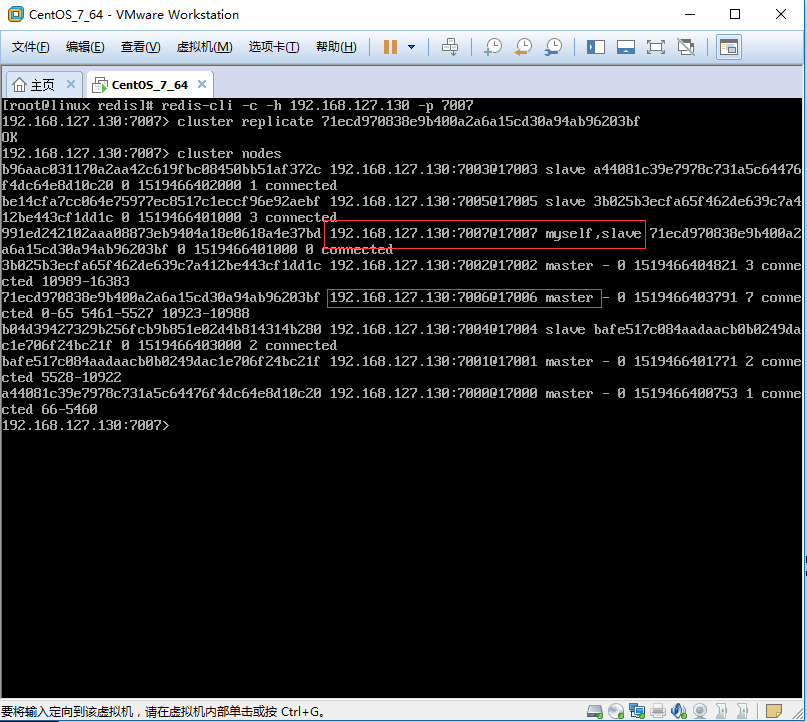 CentOS_7_64 - VMware Workstation
文件(F) 编辑(E) 查看(V) 虚拟机(M) 选项卡(T) 帮助(H)
主页 CentOS_7_64
[root@linux redis]# redis-cli -c -h 192.168.127.130 -p 7007
192.168.127.130:7007> cluster replicate 71ecd970838e9b400a2a6a15cd30a94ab96203bf
OK
192.168.127.130:7007> cluster nodes
b96aac031170a2aa42c619fbc08450bb51af372c 192.168.127.130:7003@17003 slave a44081c39e7978c731a5c64476
f4dc64e8d10c20 0 1519466402000 1 connected
be14cfa7cc064e75977ec8517c1eccf96e92aebf 192.168.127.130:7005@17005 slave 3b025b3ecfa65f462de639c7a4
12be443cf1dd1c 0 1519466401000 3 connected
991ed242102aaa08873eb9404a18e0618a4e37bd 192.168.127.130:7007@17007 myself,slave 71ecd970838e9b400a2
a6a15cd30a94ab96203bf 0 1519466401000 0 connected
3b025b3ecfa65f462de639c7a412be443cf1dd1c 192.168.127.130:7002@17002 master - 0 1519466404821 3 conne
cted 10989-16383
71ecd970838e9b400a2a6a15cd30a94ab96203bf 192.168.127.130:7006@17006 master - 0 1519466403791 7 conne
cted 0-65 5461-5527 10923-10988
b04d39427329b256fcb9b851e02d4b814314b280 192.168.127.130:7004@17004 slave bafe517c084aadaacb0b0249da
c1e706f24bc21f 0 1519466403000 2 connected
bafe517c084aadaacb0b0249dac1e706f24bc21f 192.168.127.130:7001@17001 master - 0 1519466401771 2 conne
cted 5528-10922
a44081c39e7978c731a5c64476f4dc64e8d10c20 192.168.127.130:7000@17000 master - 0 1519466400753 1 conne
cted 66-5460
192.168.127.130:7007>
要将输入定向到该虚拟机，请在虚拟机内部单击或按 Ctrl+G。